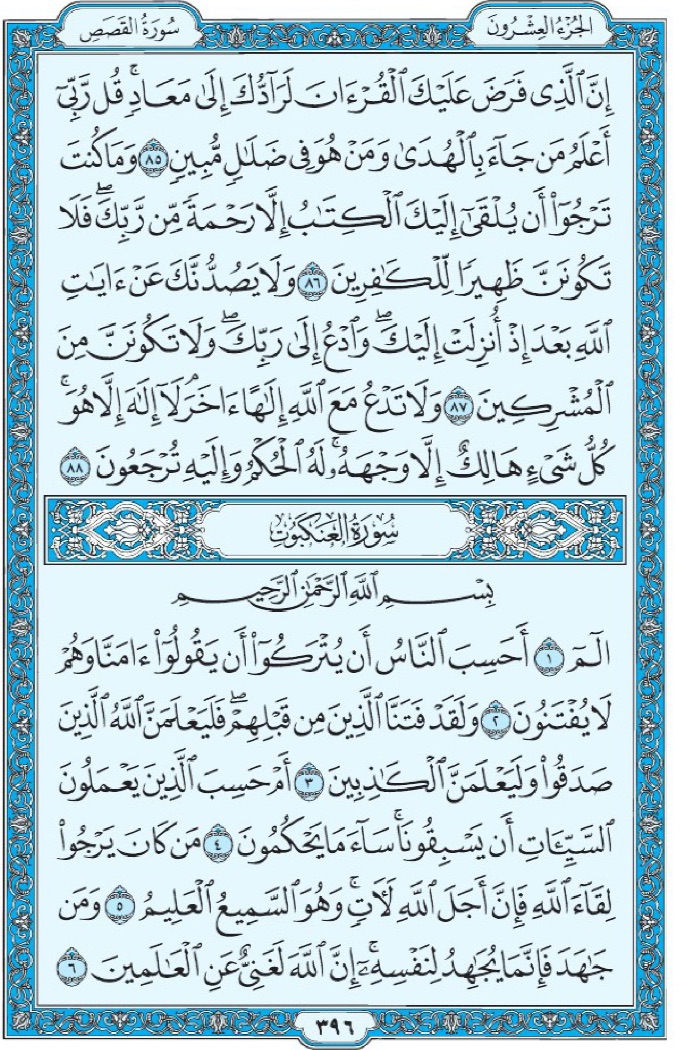 الجُزْءُ العِشْرُونَ
سُورَةُ القَصَصِ
إِنَّ ٱلَّذِى فَرَضَ عَلَيْكَ ٱلْقُرْءَانَ لَرَآدُّكَ إِلَىٰ مَعَادٍۚ قُل رَّبِّىٓ
أَعْلَمُ مَن جَآءَ بِٱلْهُدَىٰ وَمَنْ هُوَ فِى ضَلَٰلٍ مُّبِينٍ ٨٥ وَمَا كُنتَ
تَرْجُوٓا۟ أَن يُلْقَىٰٓ إِلَيْكَ ٱلْكِتَٰبُ إِلَّا رَحْمَةً مِّن رَّبِّكَۖ فَلَا
تَكُونَنَّ ظَهِيرًا لِّلْكَٰفِرِينَ ٨٦ وَلَا يَصُدُّنَّكَ عَنْ ءَايَٰتِ
ٱللَّهِ بَعْدَ إِذْ أُنزِلَتْ إِلَيْكَۖ وَٱدْعُ إِلَىٰ رَبِّكَۖ وَلَا تَكُونَنَّ مِنَ
ٱلْمُشْرِكِينَ ٨٧ وَلَا تَدْعُ مَعَ ٱللَّهِ إِلَٰهًا ءَاخَرَۘ لَآ إِلَٰهَ إِلَّا هُوَۚ
كُلُّ شَىْءٍ هَالِكٌ إِلَّا وَجْهَهُۥۚ لَهُ ٱلْحُكْمُ وَإِلَيْهِ تُرْجَعُونَ ٨٨
سُورَةُ العَنكَبُوتِ
بِسْمِ ٱللَّهِ ٱلرَّحْمَٰنِ ٱلرَّحِيمِ
الٓمٓ ١ أَحَسِبَ ٱلنَّاسُ أَن يُتْرَكُوٓا۟ أَن يَقُولُوٓا۟ ءَامَنَّا وَهُمْ
لَا يُفْتَنُونَ ٢ وَلَقَدْ فَتَنَّا ٱلَّذِينَ مِن قَبْلِهِمْۖ فَلَيَعْلَمَنَّ ٱللَّهُ ٱلَّذِينَ
صَدَقُوا۟ وَلَيَعْلَمَنَّ ٱلْكَٰذِبِينَ ٣ أَمْ حَسِبَ ٱلَّذِينَ يَعْمَلُونَ
ٱلسَّيِّـَٔاتِ أَن يَسْبِقُونَاۚ سَآءَ مَا يَحْكُمُونَ ٤ مَن كَانَ يَرْجُوا۟
لِقَآءَ ٱللَّهِ فَإِنَّ أَجَلَ ٱللَّهِ لَءَاتٍۚ وَهُوَ ٱلسَّمِيعُ ٱلْعَلِيمُ ٥ وَمَن
جَٰهَدَ فَإِنَّمَا يُجَٰهِدُ لِنَفْسِهِۦٓۚ إِنَّ ٱللَّهَ لَغَنِىٌّ عَنِ ٱلْعَٰلَمِينَ ٦
٣٩٦